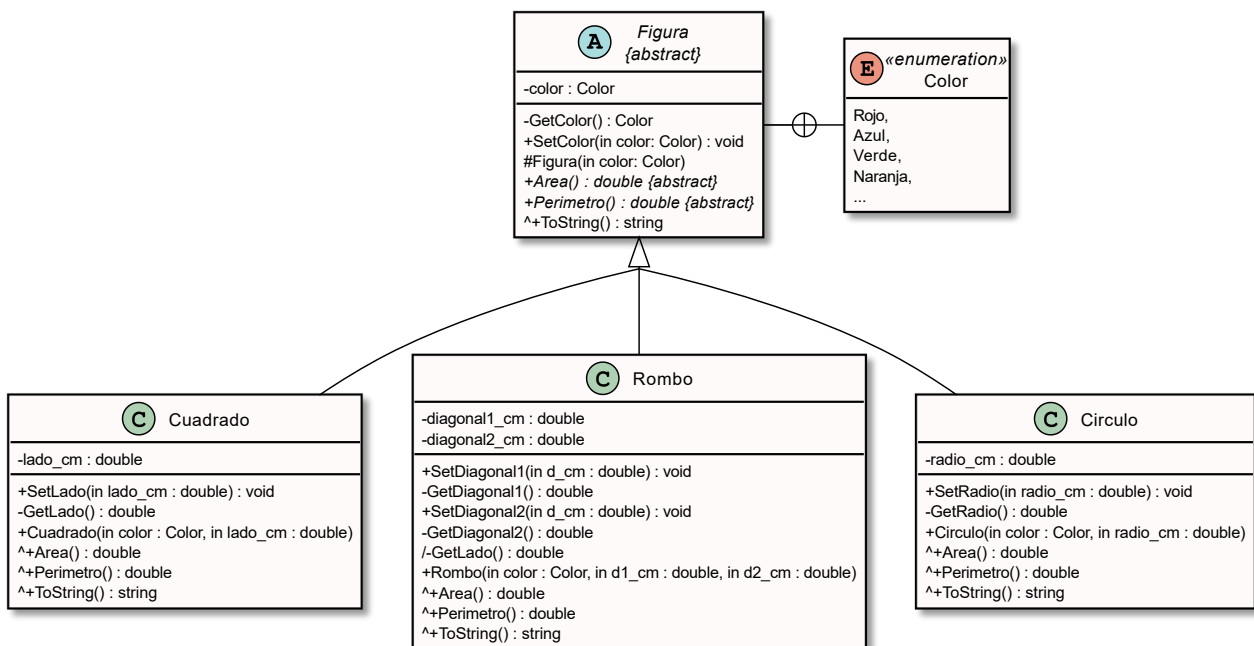 A
Figura
{abstract}
-color : Color
-GetColor() : Color
+SetColor(in color: Color) : void
#Figura(in color: Color)
+Area() : double {abstract}
+Perimetro() : double {abstract}
^+ToString() : string
E
«enumeration»
Color
Rojo,
Azul,
Verde,
Naranja,
...
C Cuadrado
-lado_cm : double
+SetLado(in lado_cm : double) : void
-GetLado() : double
+Cuadrado(in color : Color, in lado_cm : double)
^+Area() : double
^+Perimetro() : double
^+ToString() : string
C Rombo
-diagonal1_cm : double
-diagonal2_cm : double
+SetDiagonal1(in d_cm : double) : void
-GetDiagonal1() : double
+SetDiagonal2(in d_cm : double) : void
-GetDiagonal2() : double
/-GetLado() : double
+Rombo(in color : Color, in d1_cm : double, in d2_cm : double)
^+Area() : double
^+Perimetro() : double
^+ToString() : string
C Circulo
-radio_cm : double
+SetRadio(in radio_cm : double) : void
-GetRadio() : double
+Circulo(in color : Color, in radio_cm : double)
^+Area() : double
^+Perimetro() : double
^+ToString() : string